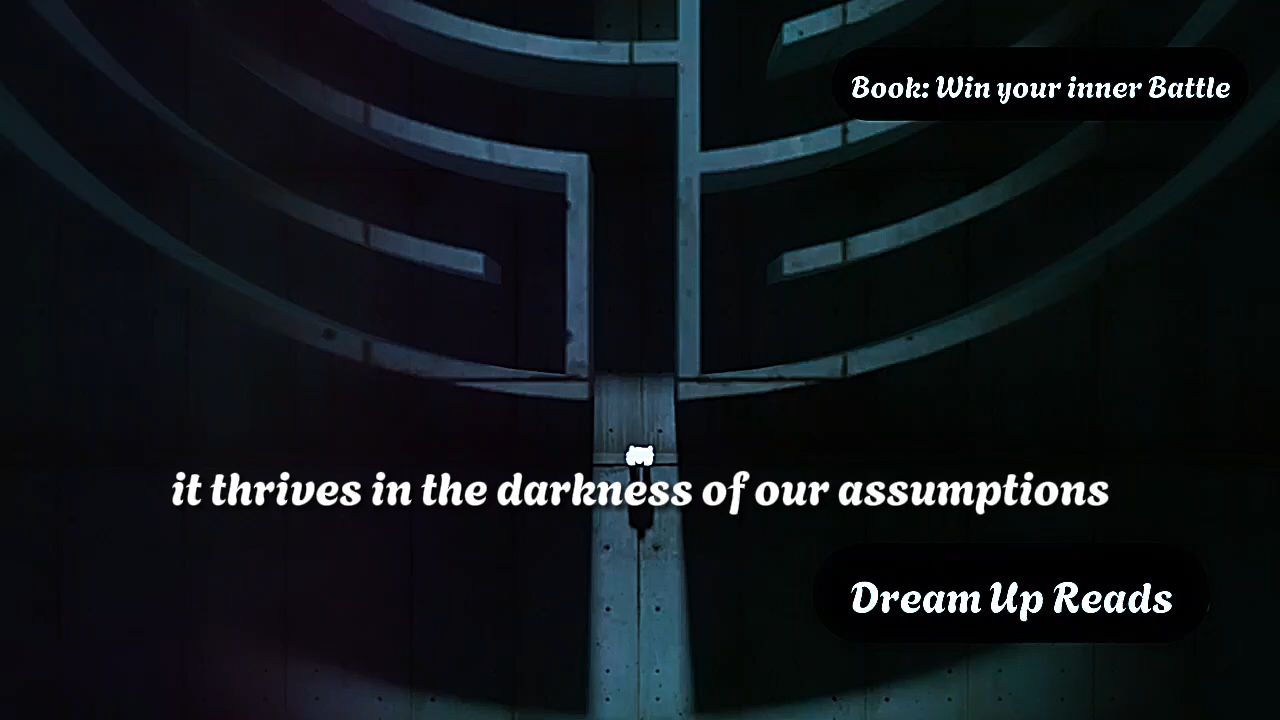 Book: Win your inner Battle
it thrives in the darkness of our assumptions
Dream Up Reads